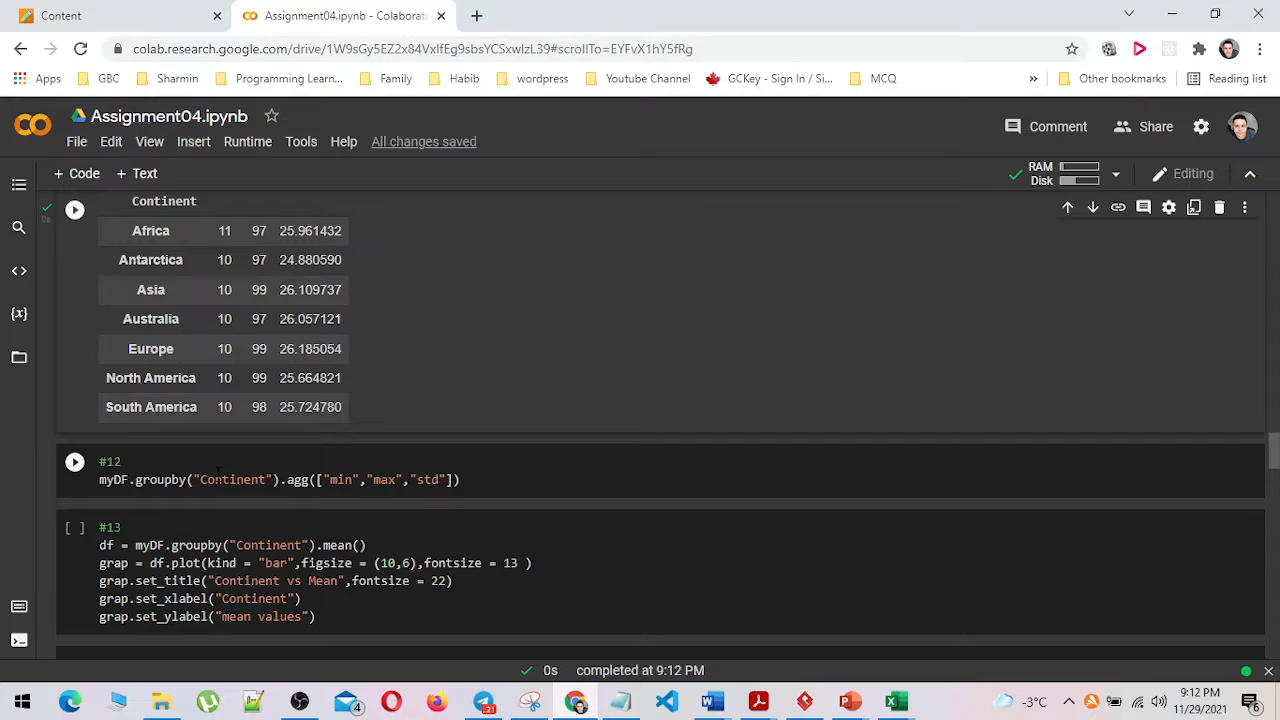 Content
Assignment04.ipynb - Colaborato
colab.research.google.com/drive/1W9sGy5EZ2x84VxlfEg9sbsYCSxwlzL39#scrollTo=EYFvX1hY5fRg
Apps GBC Sharmin Programming Learn... Family Habib wordpress Youtube Channel GCKey - Sign In / Si... MCQ » Other bookmarks Reading list
Assignment04.ipynb
File Edit View Insert Runtime Tools Help All changes saved
Comment Share
+ Code + Text
RAM
Disk
Editing
Continent
0s
Africa 11 97 25.961432
Antarctica 10 97 24.880590
Asia 10 99 26.109737
Australia 10 97 26.057121
Europe 10 99 26.185054
North America 10 99 25.664821
South America 10 98 25.724780
#12
myDF.groupby("Continent").agg(["min","max","std"])
[ ] #13
df = myDF.groupby("Continent").mean()
grap = df.plot(kind = "bar",figsize = (10,6),fontsize = 13 )
grap.set_title("Continent vs Mean",fontsize = 22)
grap.set_xlabel("Continent")
grap.set_ylabel("mean values")
0s completed at 9:12 PM
4
21
-3°C
9:12 PM
11/29/2021
6